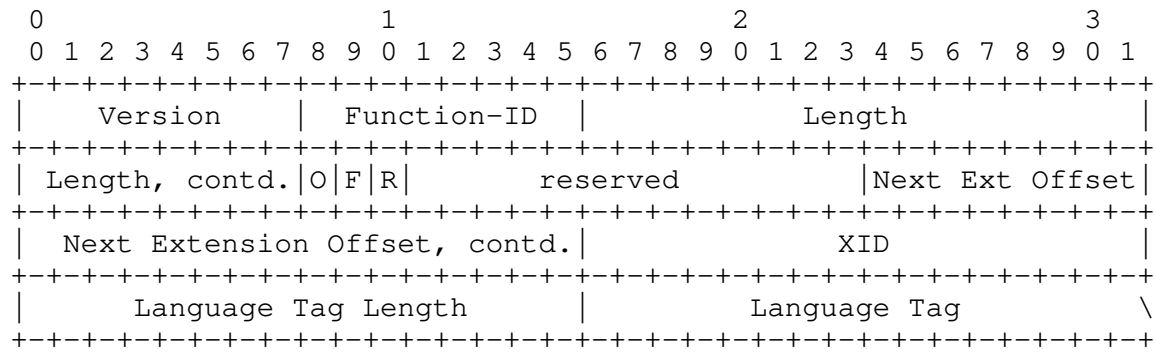 0                   1                   2                   3
 0 1 2 3 4 5 6 7 8 9 0 1 2 3 4 5 6 7 8 9 0 1 2 3 4 5 6 7 8 9 0 1
+-+-+-+-+-+-+-+-+-+-+-+-+-+-+-+-+-+-+-+-+-+-+-+-+-+-+-+-+-+-+-+-+
|    Version    |  Function-ID  |            Length             |
+-+-+-+-+-+-+-+-+-+-+-+-+-+-+-+-+-+-+-+-+-+-+-+-+-+-+-+-+-+-+-+-+
| Length, contd.|O|F|R|       reserved          |Next Ext Offset|
+-+-+-+-+-+-+-+-+-+-+-+-+-+-+-+-+-+-+-+-+-+-+-+-+-+-+-+-+-+-+-+-+
|  Next Extension Offset, contd.|              XID              |
+-+-+-+-+-+-+-+-+-+-+-+-+-+-+-+-+-+-+-+-+-+-+-+-+-+-+-+-+-+-+-+-+
|      Language Tag Length      |         Language Tag          \
+-+-+-+-+-+-+-+-+-+-+-+-+-+-+-+-+-+-+-+-+-+-+-+-+-+-+-+-+-+-+-+-+